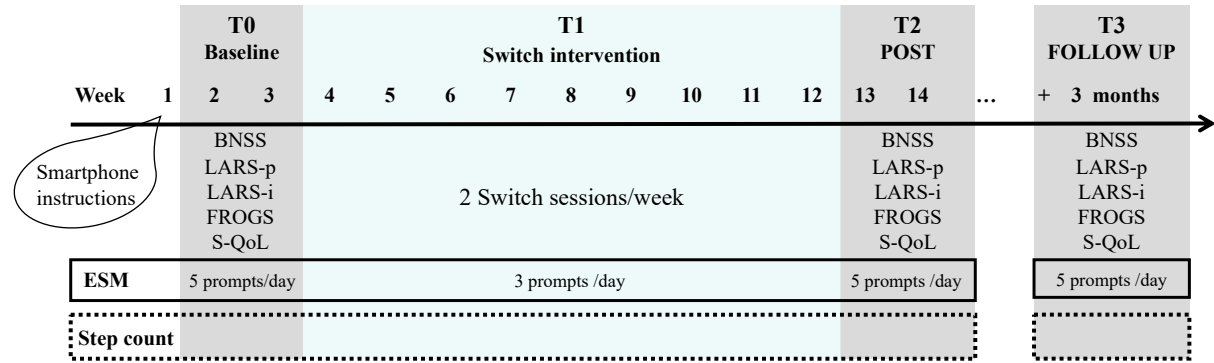 T0 T1 T2 T3
Baseline Switch intervention POST FOLLOW UP
Week 1 2 3 4 5 6 7 8 9 10 11 12 13 14 … + 3 months
Smartphone
instructions
BNSS
LARS-p
LARS-i
FROGS
S-QoL
2 Switch sessions/week
BNSS
LARS-p
LARS-i
FROGS
S-QoL
BNSS
LARS-p
LARS-i
FROGS
S-QoL
ESM 5 prompts/day 3 prompts /day 5 prompts /day 5 prompts /day
Step count